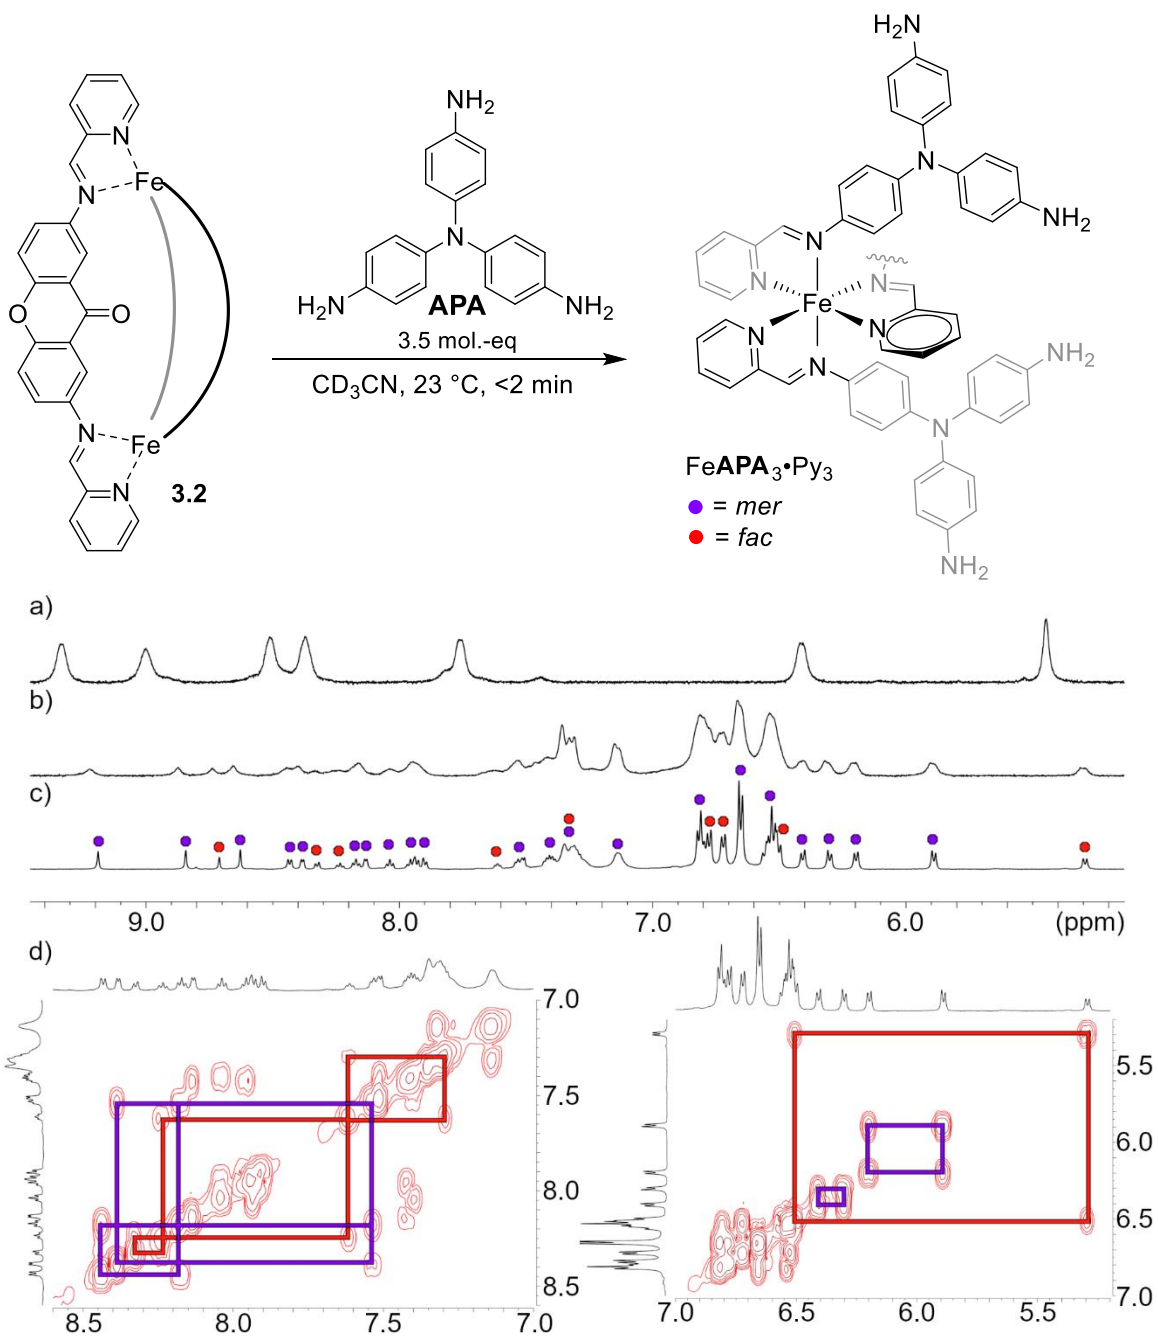 H₂N
N
NH₂
N
Fe
N
O
O
N
Fe
N
3.2
NH₂
N
H₂N
APA
NH₂
3.5 mol.-eq
CD₃CN, 23 °C, <2 min
N
N
N
Fe
N
N
N
NH₂
N
NH₂
FeAPA₃•Py₃
= mer
= fac
a)
b)
c)
9.0 8.0 7.0 6.0 (ppm)
d)
7.0
7.5
8.0
8.5
8.5 8.0 7.5 7.0
5.5
6.0
6.5
7.0
7.0 6.5 6.0 5.5